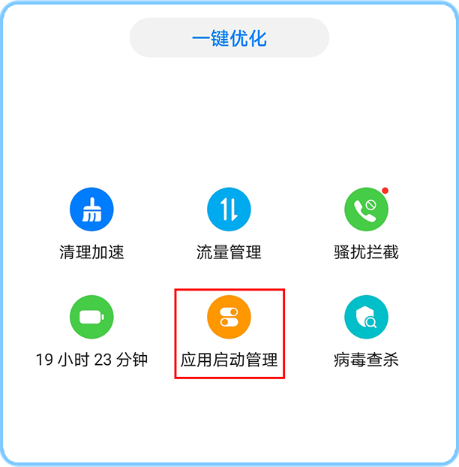 一键优化
清理加速
流量管理
骚扰拦截
19 小时 23 分钟
应用启动管理
病毒查杀